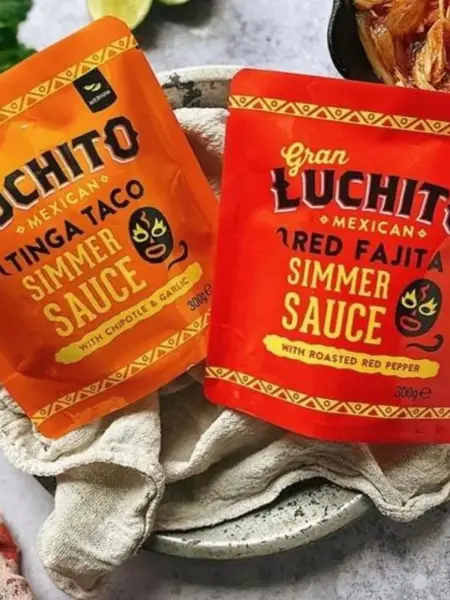 MEDIUM
UCHITO
MEXICAN
TINGA TACO
SIMMER
SAUCE
WITH CHIPOTLE & GARLIC
300g ℮
Gran
LUCHITO
MEXICAN
RED FAJITA
SIMMER
SAUCE
WITH ROASTED RED PEPPER
300g ℮